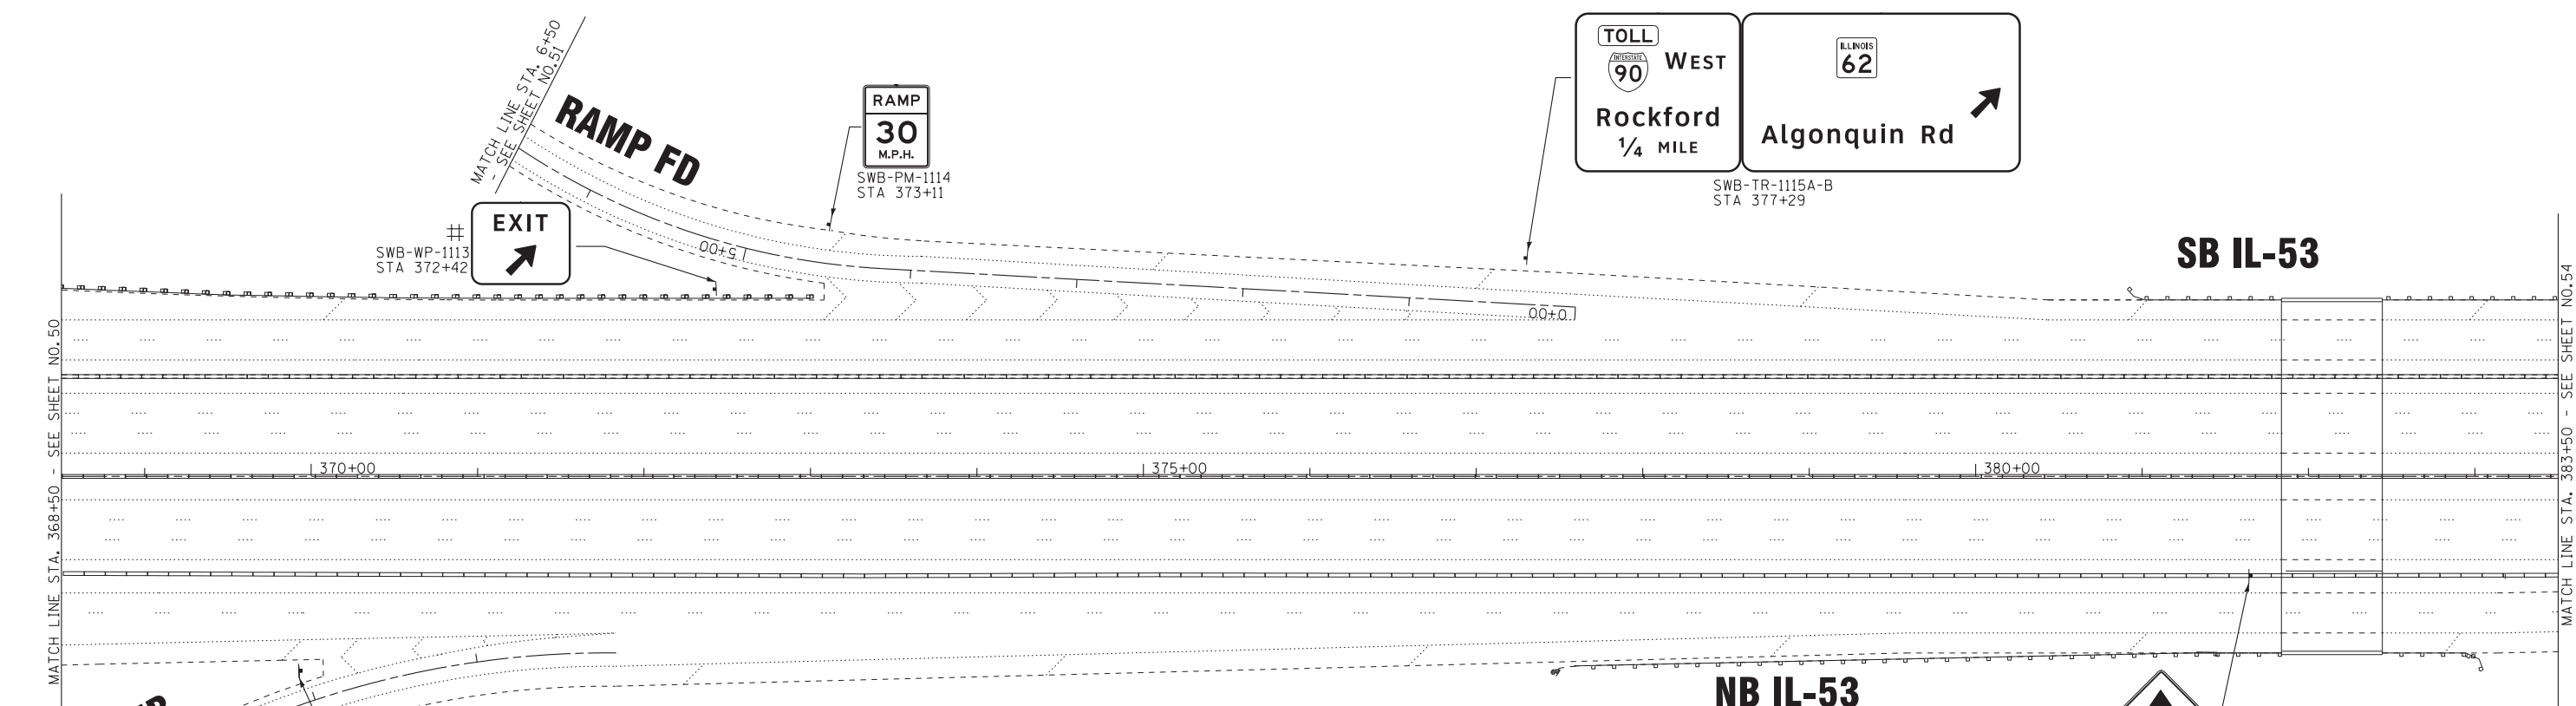 MATCH LINE STA. 6+50
- SEE SHEET NO.51
RAMP FD
RAMP
30
M.P.H.
SWB-PM-1114
STA 373+11
TOLL
INTERSTATE
90
WEST
Rockford
1/4 MILE
ILLINOIS
62
Algonquin Rd
SWB-TR-1115A-B
STA 377+29
#
SWB-WP-1113
STA 372+42
EXIT
5+00
0+00
SB IL-53
370+00
375+00
380+00
MATCH LINE STA. 368+50 - SEE SHEET NO.50
MATCH LINE STA. 383+50 - SEE SHEET NO.54
NB IL-53